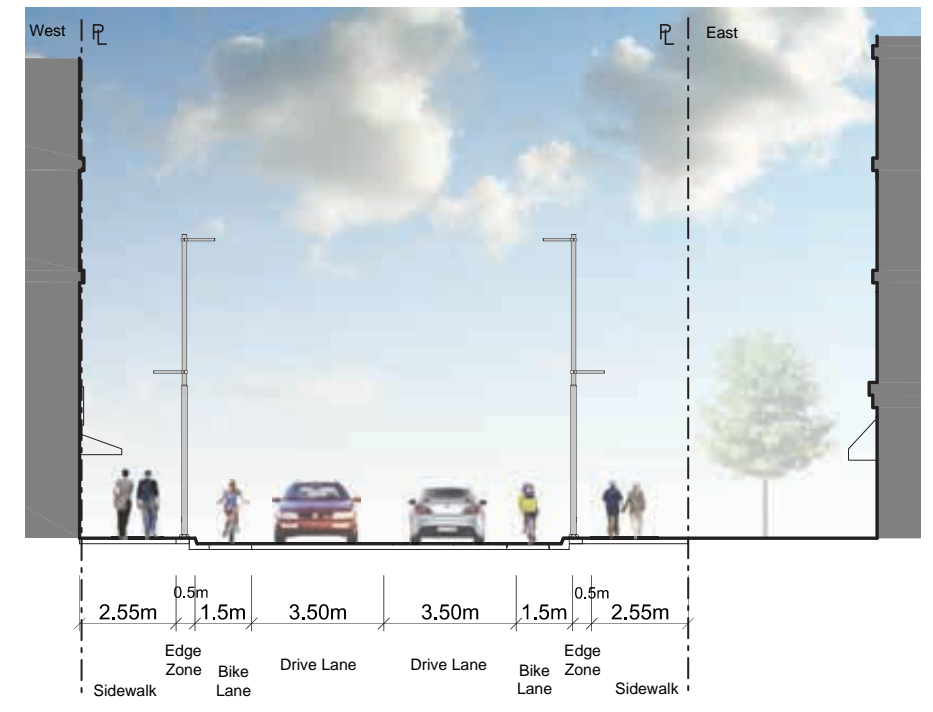 West
PL
PL
East
0.5m
0.5m
2.55m
1.5m
3.50m
3.50m
1.5m
2.55m
Edge
Zone
Edge
Zone
Sidewalk
Bike
Lane
Drive Lane
Drive Lane
Bike
Lane
Sidewalk